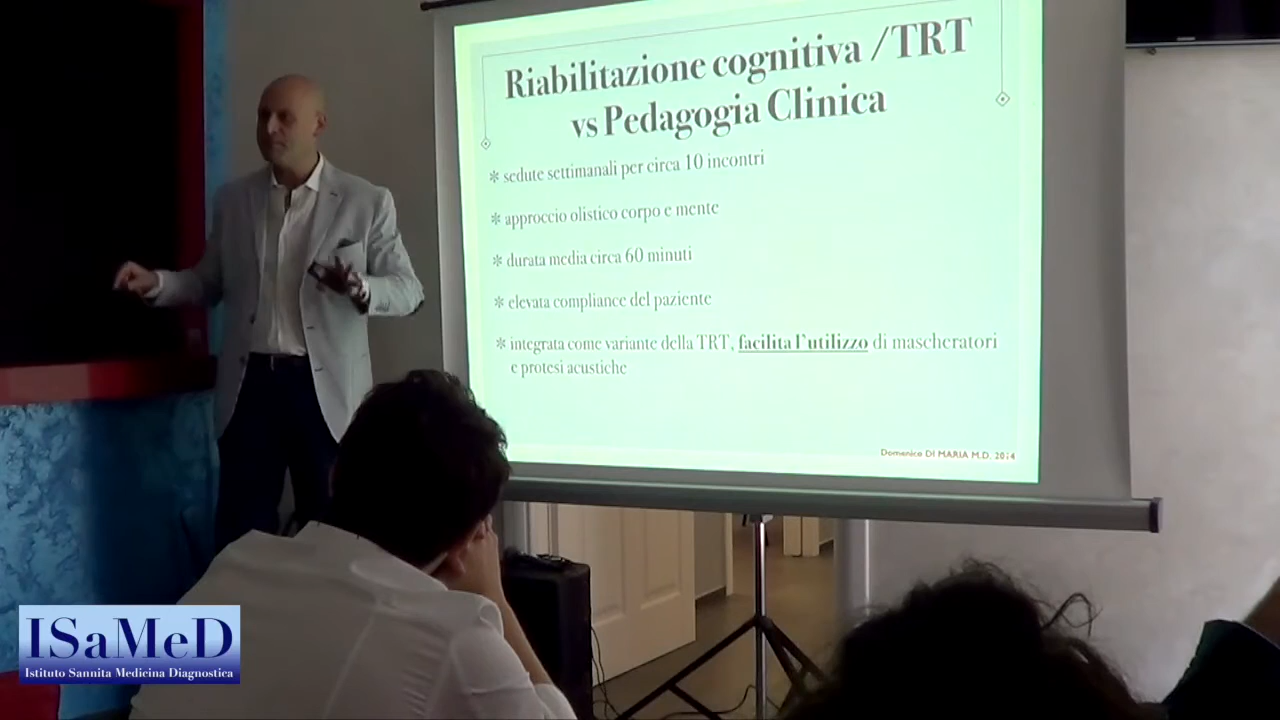 Riabilitazione cognitiva /TRT
vs Pedagogia Clinica
* sedute settimanali per circa 10 incontri
* approccio olistico corpo e mente
* durata media circa 60 minuti
* elevata compliance del paziente
* integrata come variante della TRT, facilita l'utilizzo di mascheratori
e protesi acustiche
Domenico DI MARIA M.D. 2014
ISaMeD
Istituto Sannita Medicina Diagnostica